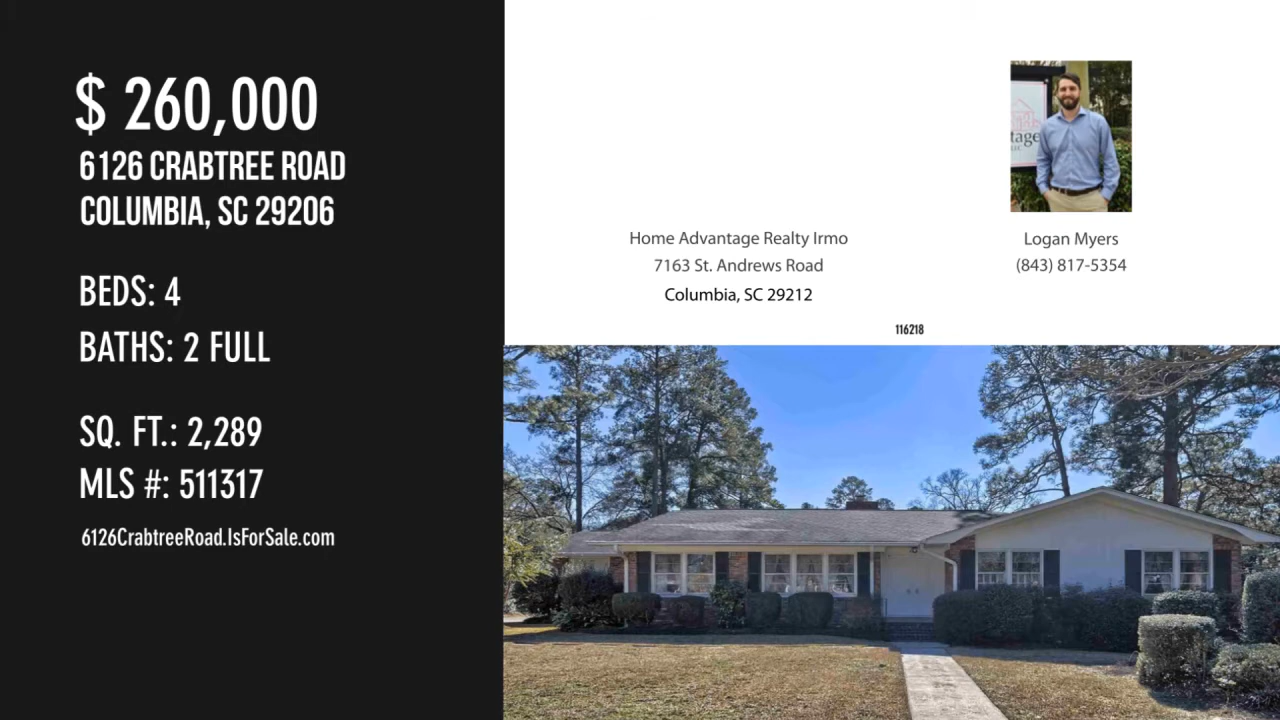 $ 260,000
6126 CRABTREE ROAD
COLUMBIA, SC 29206
BEDS: 4
BATHS: 2 FULL
SQ. FT.: 2,289
MLS #: 511317
6126CrabtreeRoad.IsForSale.com
Home Advantage Realty Irmo
7163 St. Andrews Road
Columbia, SC 29212
tage
Logan Myers
(843) 817-5354
116218